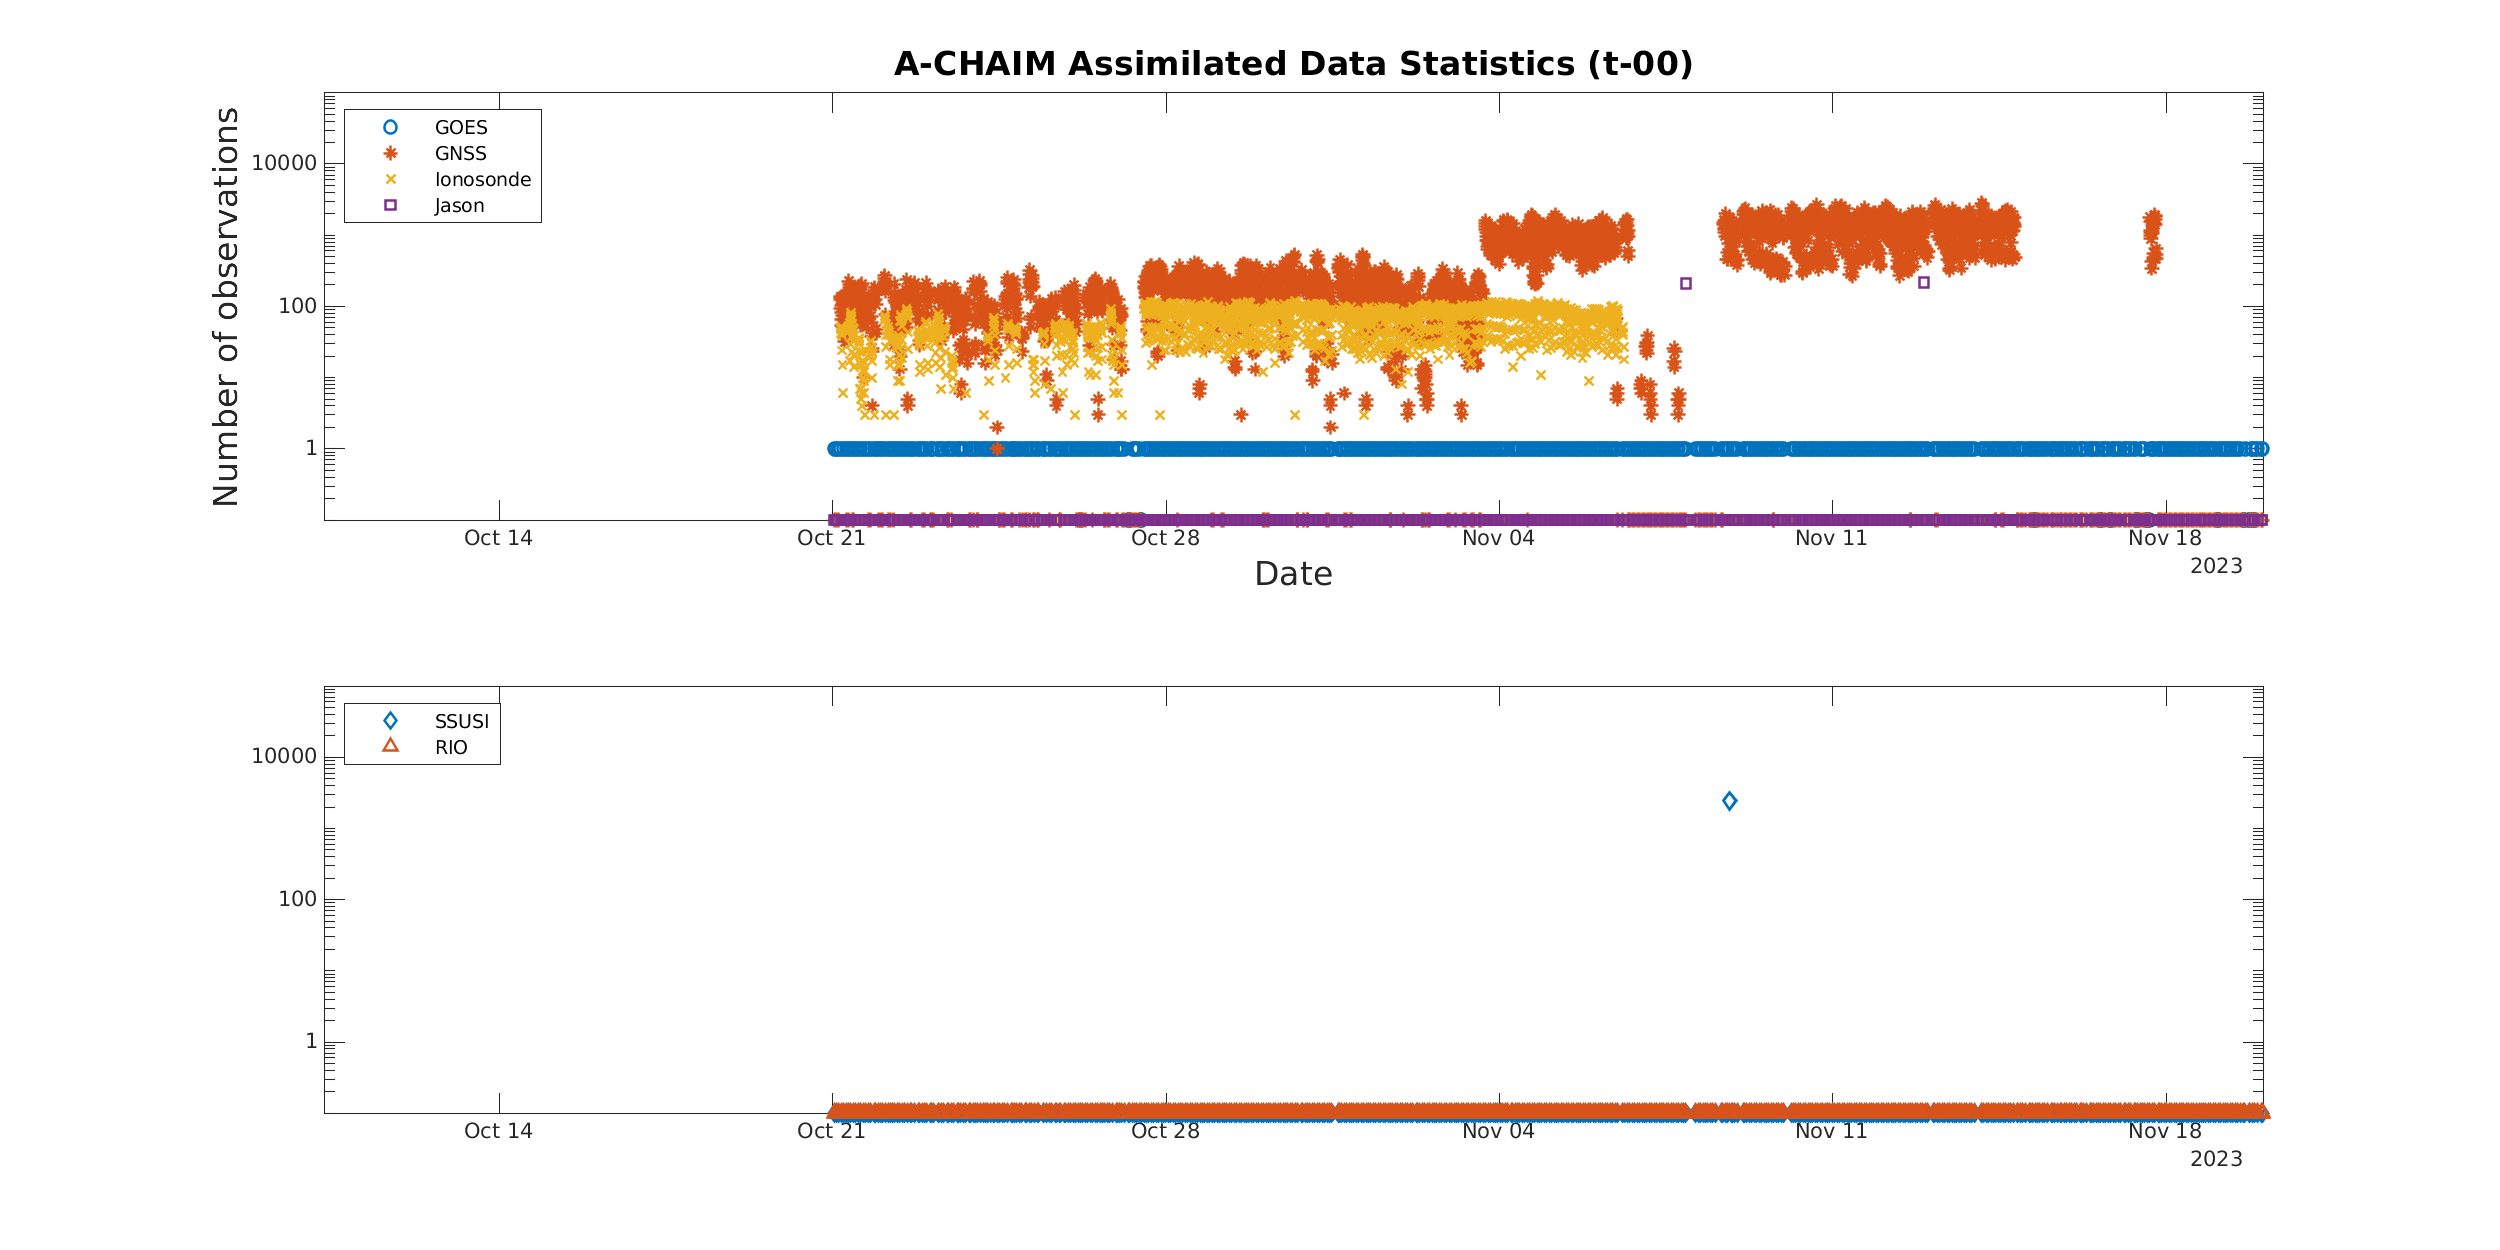 A-CHAIM Assimilated Data Statistics (t-00)
GOES
GNSS
Ionosonde
Jason
Number of observations
10000
100
1
Oct 14
Oct 21
Oct 28
Nov 04
Nov 11
Nov 18
2023
Date
SSUSI
RIO
10000
100
1
Oct 14
Oct 21
Oct 28
Nov 04
Nov 11
Nov 18
2023